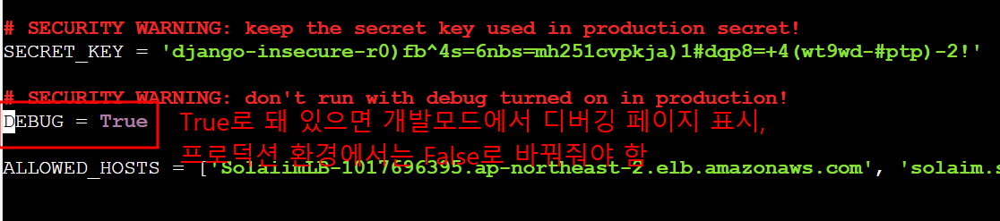 # SECURITY WARNING: keep the secret key used in production secret!
SECRET_KEY = 'django-insecure-r0)fb^4s=6nbs=mh251cvpkja)1#dqp8=+4(wt9wd-#ptp)-2!'
# SECURITY WARNING: don't run with debug turned on in production!
DEBUG = True
True로 돼 있으면 개발모드에서 디버깅 페이지 표시,
프로덕션 환경에서는 False로 바꿔줘야 함
ALLOWED_HOSTS = ['SolaiimLB-1017696395.ap-northeast-2.elb.amazonaws.com', 'solaim.s